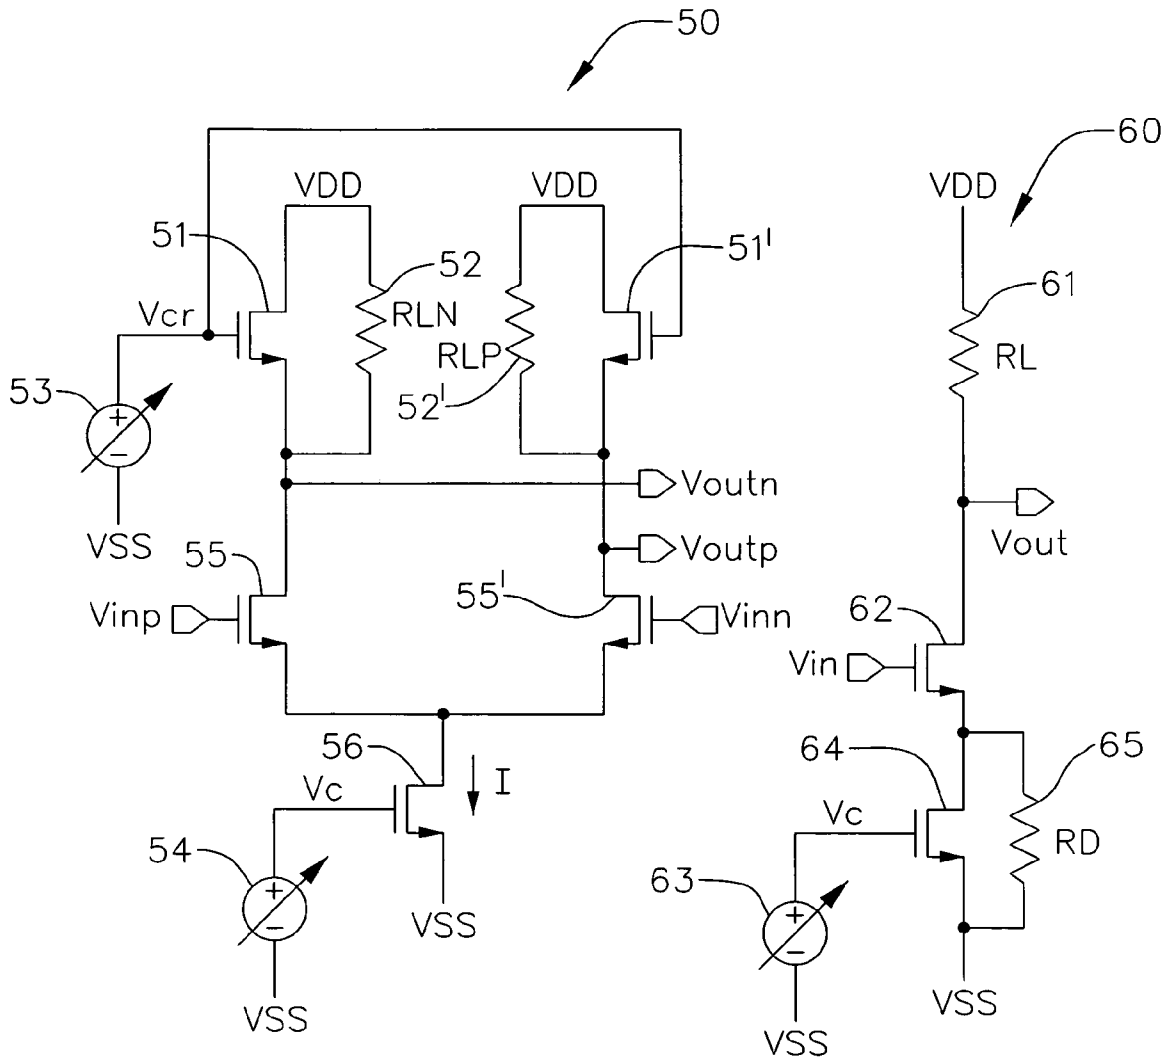 50
60
VDD
VDD
VDD
51
52
51'
61
Vcr
RLN
RLP
RL
53
52'
+
−
Voutn
VSS
Voutp
Vout
55
55'
Vinp
Vinn
62
Vin
56
I
64
65
Vc
Vc
RD
54
63
+
−
VSS
+
−
VSS
VSS
VSS